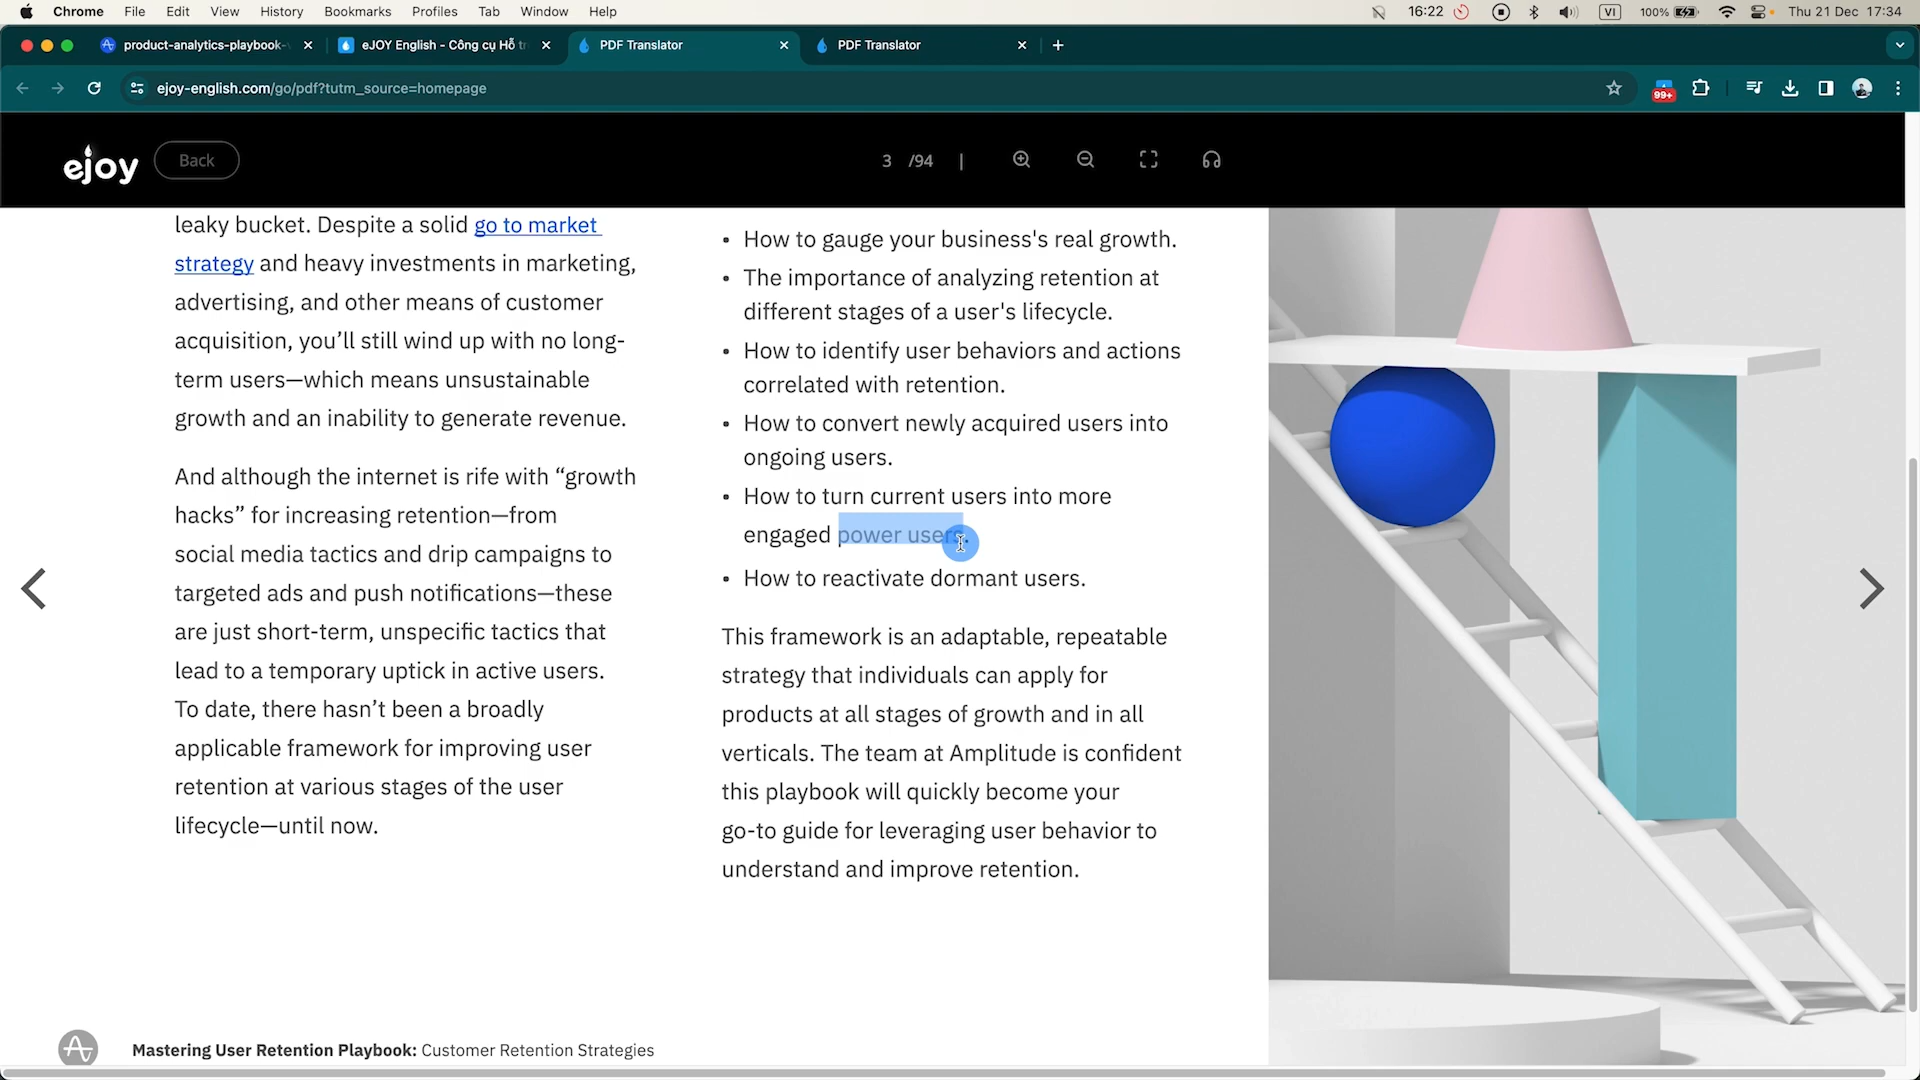 Chrome File Edit View History Bookmarks Profiles Tab Window Help 16:22 VI 100% Thu 21 Dec 17:34
product-analytics-playbook- eJOY English - Công cụ Hỗ tr PDF Translator PDF Translator
ejoy-english.com/go/pdf?tutm_source=homepage 99+
ejoy Back 3 /94 |
leaky bucket. Despite a solid go to market
strategy and heavy investments in marketing,
advertising, and other means of customer
acquisition, you’ll still wind up with no long-
term users—which means unsustainable
growth and an inability to generate revenue.
And although the internet is rife with “growth
hacks” for increasing retention—from
social media tactics and drip campaigns to
targeted ads and push notifications—these
are just short-term, unspecific tactics that
lead to a temporary uptick in active users.
To date, there hasn’t been a broadly
applicable framework for improving user
retention at various stages of the user
lifecycle—until now.
• How to gauge your business's real growth.
• The importance of analyzing retention at
different stages of a user's lifecycle.
• How to identify user behaviors and actions
correlated with retention.
• How to convert newly acquired users into
ongoing users.
• How to turn current users into more
engaged power users.
• How to reactivate dormant users.
This framework is an adaptable, repeatable
strategy that individuals can apply for
products at all stages of growth and in all
verticals. The team at Amplitude is confident
this playbook will quickly become your
go-to guide for leveraging user behavior to
understand and improve retention.
Mastering User Retention Playbook: Customer Retention Strategies